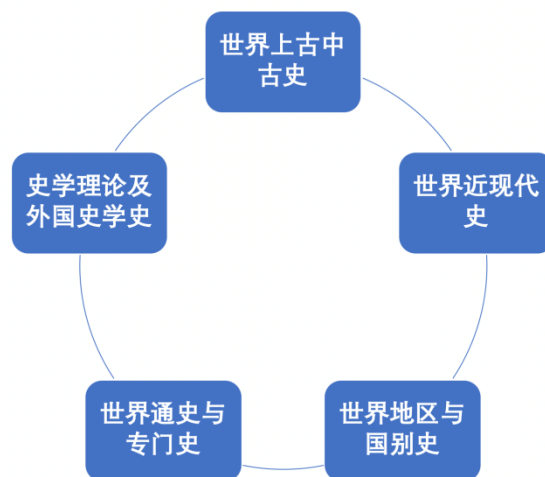 世界上古中
古史
世界近现代
史
世界地区与
国别史
世界通史与
专门史
史学理论及
外国史学史